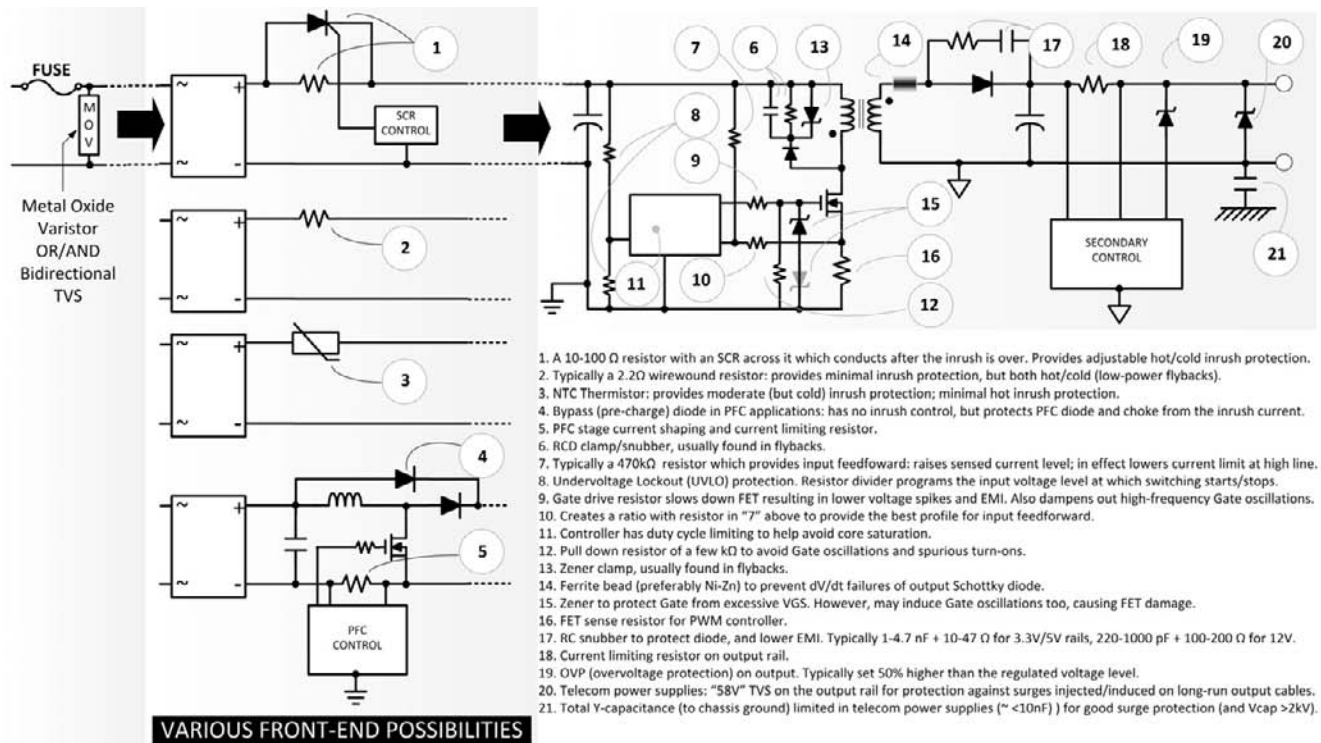 FUSE
M
O
V
Metal Oxide
Varistor
OR/AND
Bidirectional
TVS
~
~
+
-
1
SCR
CONTROL
~
~
+
-
2
~
~
+
-
3
~
~
+
-
4
5
PFC
CONTROL
VARIOUS FRONT-END POSSIBILITIES
7
6
13
14
17
18
19
20
8
9
15
16
11
10
12
SECONDARY
CONTROL
21
1. A 10-100 Ω resistor with an SCR across it which conducts after the inrush is over. Provides adjustable hot/cold inrush protection.
2. Typically a 2.2Ω wirewound resistor: provides minimal inrush protection, but both hot/cold (low-power flybacks).
3. NTC Thermistor: provides moderate (but cold) inrush protection; minimal hot inrush protection.
4. Bypass (pre-charge) diode in PFC applications: has no inrush control, but protects PFC diode and choke from the inrush current.
5. PFC stage current shaping and current limiting resistor.
6. RCD clamp/snubber, usually found in flybacks.
7. Typically a 470kΩ resistor which provides input feedfoward: raises sensed current level; in effect lowers current limit at high line.
8. Undervoltage Lockout (UVLO) protection. Resistor divider programs the input voltage level at which switching starts/stops.
9. Gate drive resistor slows down FET resulting in lower voltage spikes and EMI. Also dampens out high-frequency Gate oscillations.
10. Creates a ratio with resistor in "7" above to provide the best profile for input feedforward.
11. Controller has duty cycle limiting to help avoid core saturation.
12. Pull down resistor of a few kΩ to avoid Gate oscillations and spurious turn-ons.
13. Zener clamp, usually found in flybacks.
14. Ferrite bead (preferably Ni-Zn) to prevent dV/dt failures of output Schottky diode.
15. Zener to protect Gate from excessive VGS. However, may induce Gate oscillations too, causing FET damage.
16. FET sense resistor for PWM controller.
17. RC snubber to protect diode, and lower EMI. Typically 1-4.7 nF + 10-47 Ω for 3.3V/5V rails, 220-1000 pF + 100-200 Ω for 12V.
18. Current limiting resistor on output rail.
19. OVP (overvoltage protection) on output. Typically set 50% higher than the regulated voltage level.
20. Telecom power supplies: "58V" TVS on the output rail for protection against surges injected/induced on long-run output cables.
21. Total Y-capacitance (to chassis ground) limited in telecom power supplies (~ <10nF) ) for good surge protection (and Vcap >2kV).